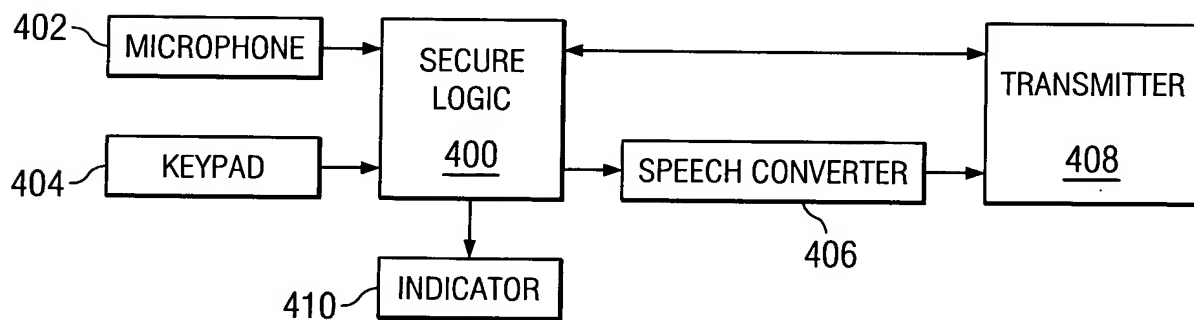 402
MICROPHONE
404
KEYPAD
SECURE
LOGIC
400
410
INDICATOR
SPEECH CONVERTER
406
TRANSMITTER
408